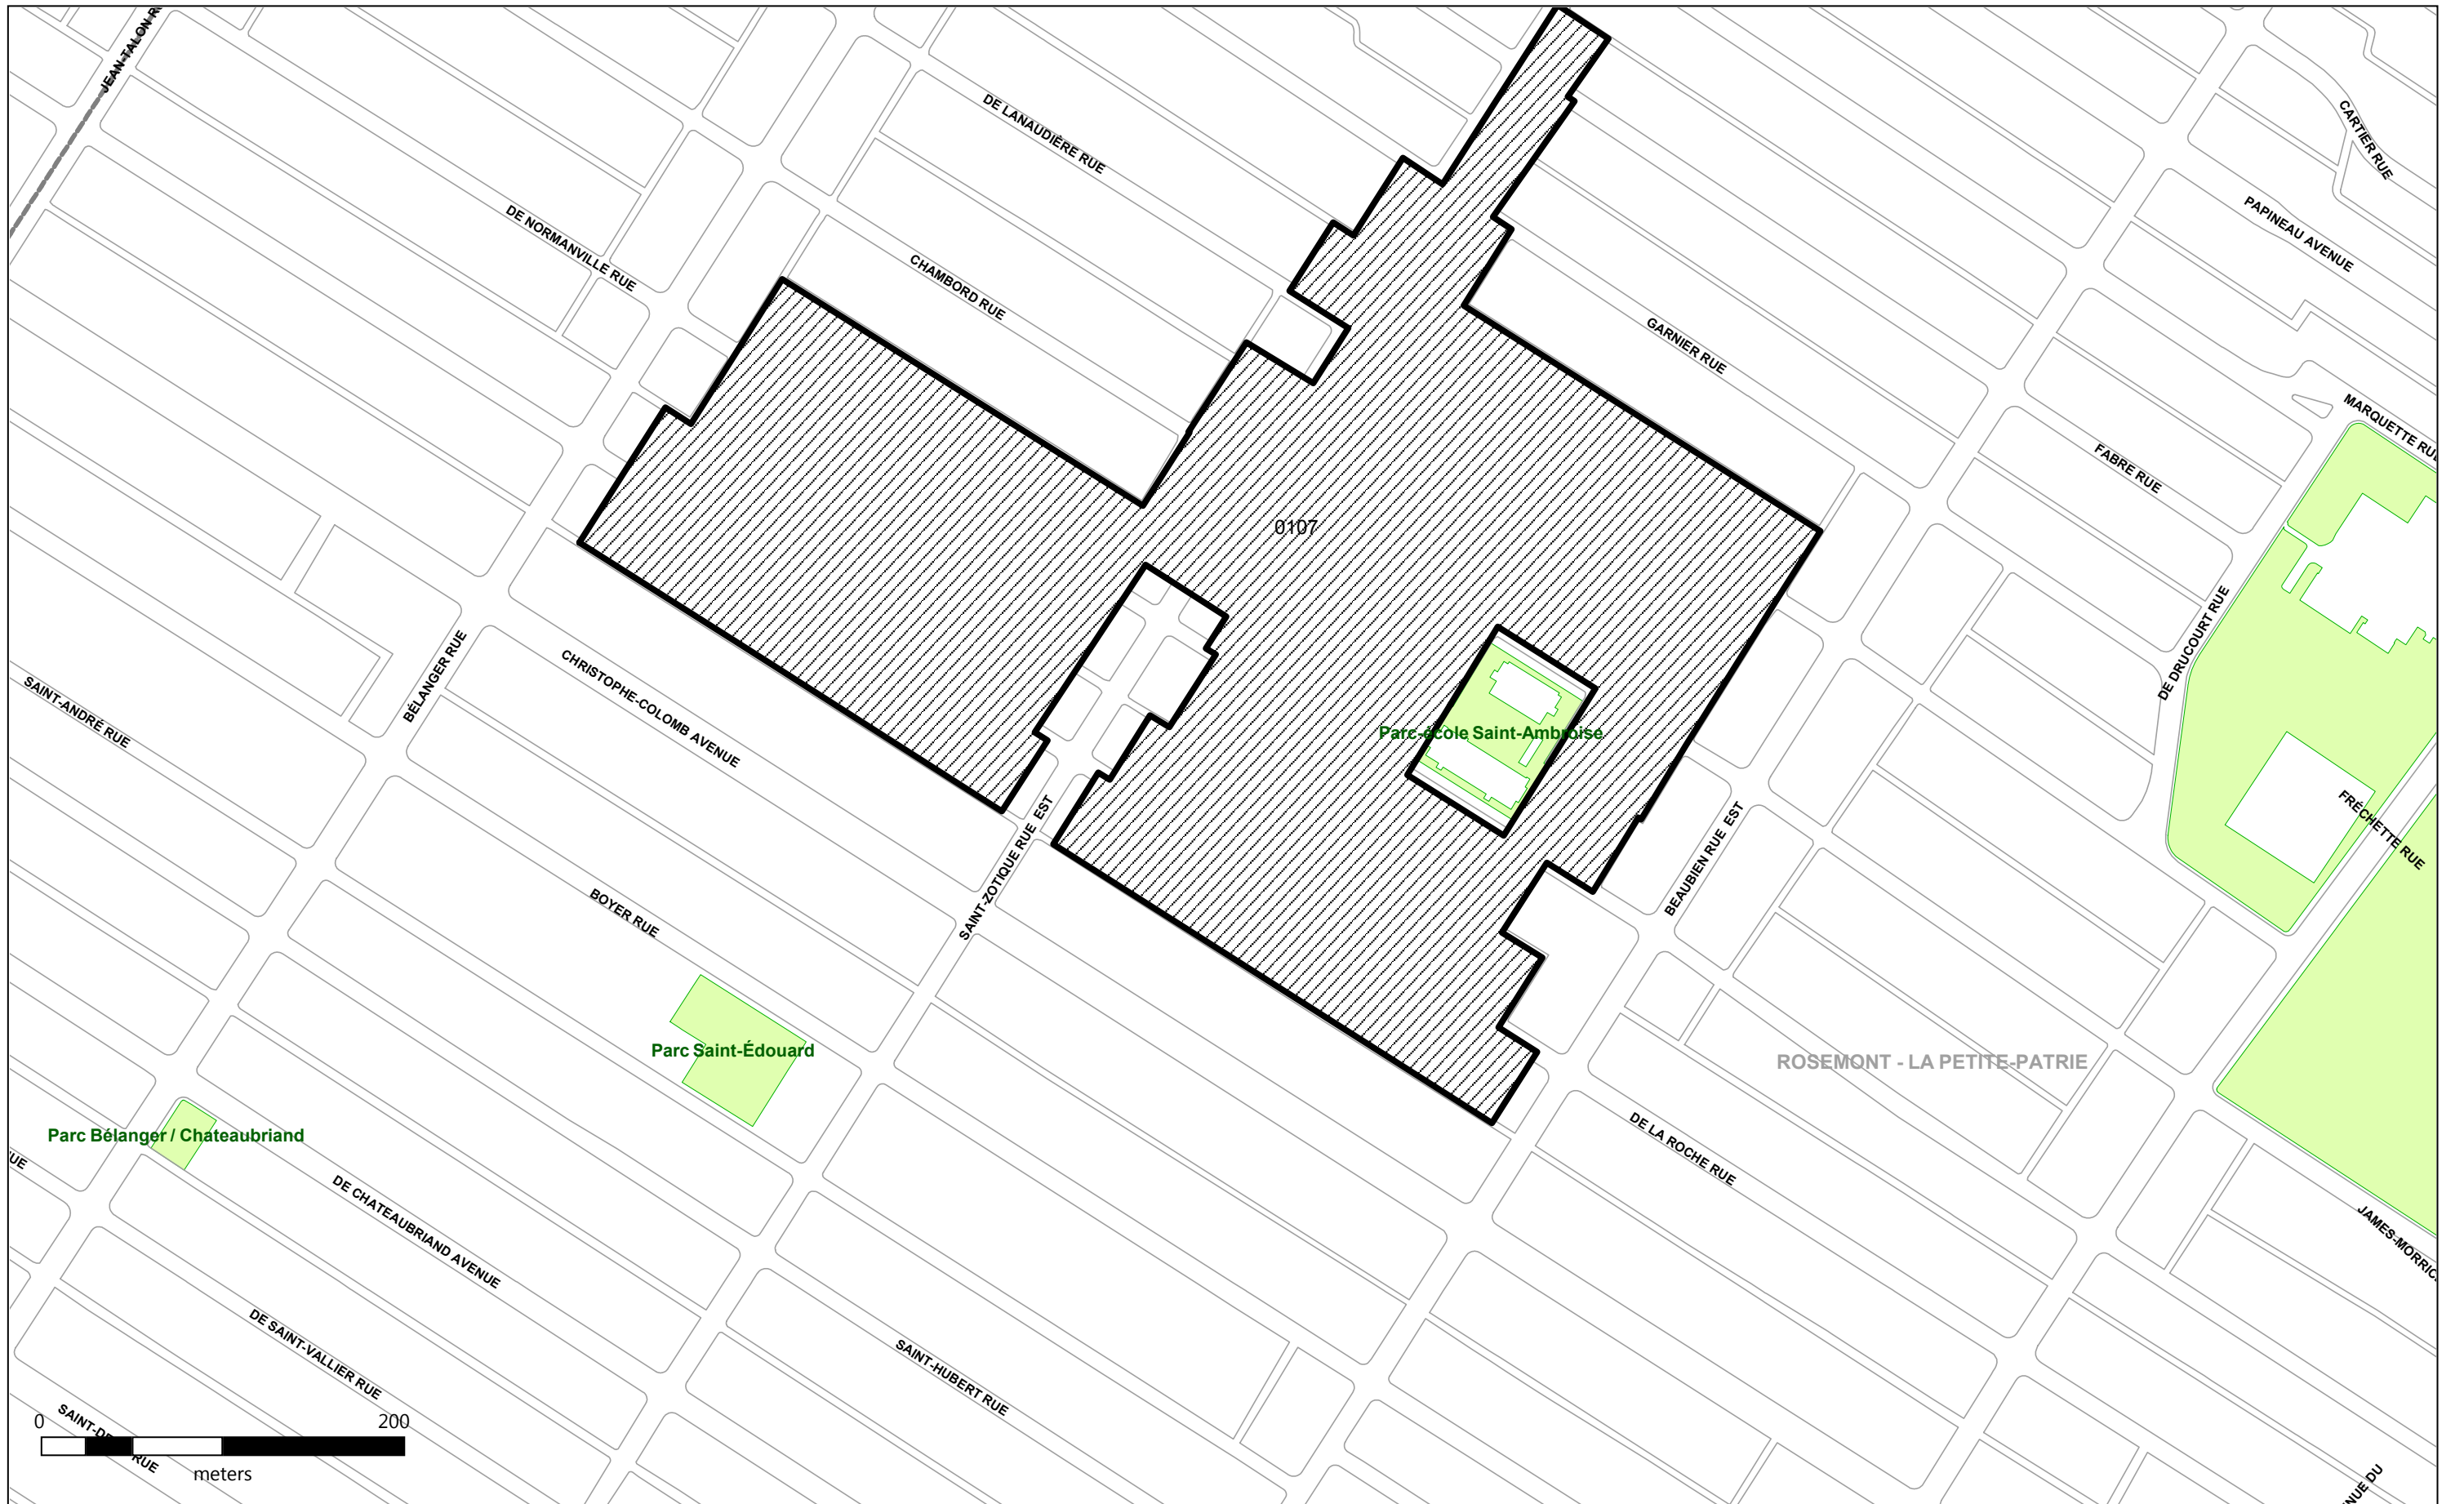 JEAN-TALON
DE LANAUDIÈRE RUE
CARTIER RUE
DE NORMANVILLE RUE
PAPINEAU AVENUE
CHAMBORD RUE
GARNIER RUE
MARQUETTE RUE
FABRE RUE
0107
DE DRUCOURT RUE
BÉLANGER RUE
CHRISTOPHE-COLOMB AVENUE
SAINT-ANDRÉ RUE
Parc-école Saint-Ambroise
FRÉCHETTE RUE
SAINT-ZOTIQUE RUE EST
BEAUBIEN RUE EST
BOYER RUE
Parc Saint-Édouard
ROSEMONT - LA PETITE-PATRIE
Parc Bélanger / Chateaubriand
UE
DE LA ROCHE RUE
DE CHATEAUBRIAND AVENUE
JAMES-MORRIC
DE SAINT-VALLIER RUE
SAINT-HUBERT RUE
0 200
meters
RUE
NUE DU